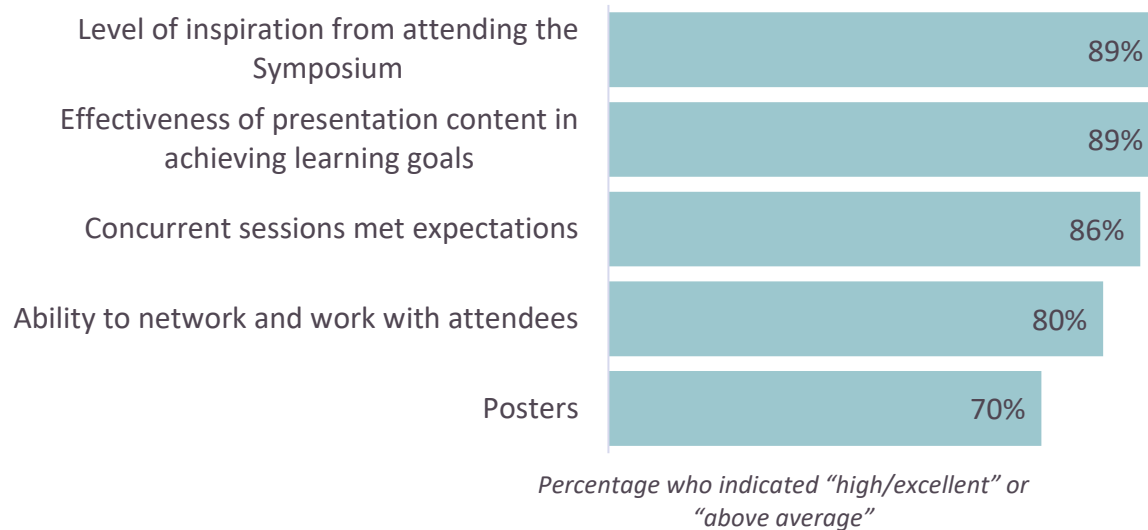 Level of inspiration from attending the
Symposium
89%
Effectiveness of presentation content in
achieving learning goals
89%
Concurrent sessions met expectations
86%
Ability to network and work with attendees
80%
Posters
70%
Percentage who indicated “high/excellent” or
“above average”